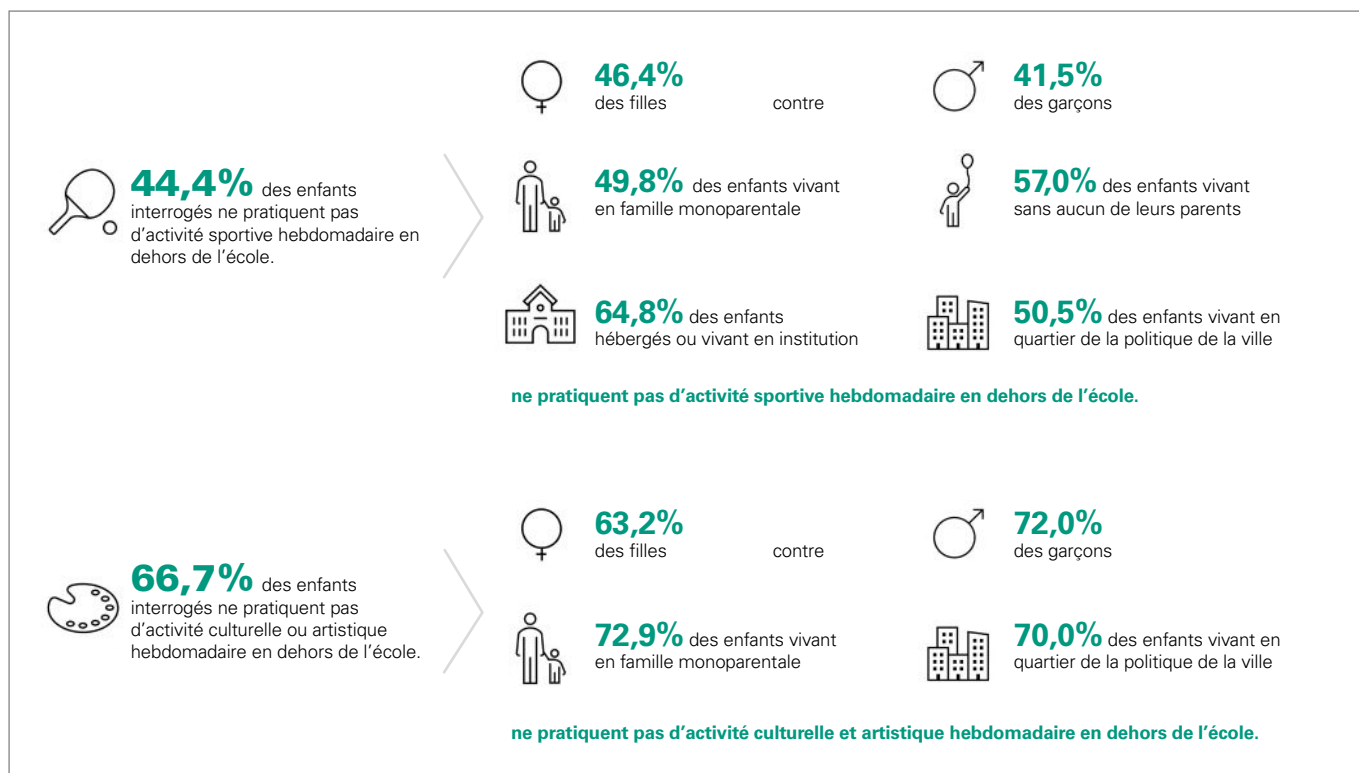 44,4% des enfants
interrogés ne pratiquent pas
d'activité sportive hebdomadaire en
dehors de l'école.
46,4%
des filles
contre
41,5%
des garçons
49,8% des enfants vivant
en famille monoparentale
57,0% des enfants vivant
sans aucun de leurs parents
64,8% des enfants
hébergés ou vivant en institution
50,5% des enfants vivant en
quartier de la politique de la ville
ne pratiquent pas d'activité sportive hebdomadaire en dehors de l'école.
66,7% des enfants
interrogés ne pratiquent pas
d'activité culturelle ou artistique
hebdomadaire en dehors de l'école.
63,2%
des filles
contre
72,0%
des garçons
72,9% des enfants vivant
en famille monoparentale
70,0% des enfants vivant en
quartier de la politique de la ville
ne pratiquent pas d'activité culturelle et artistique hebdomadaire en dehors de l'école.